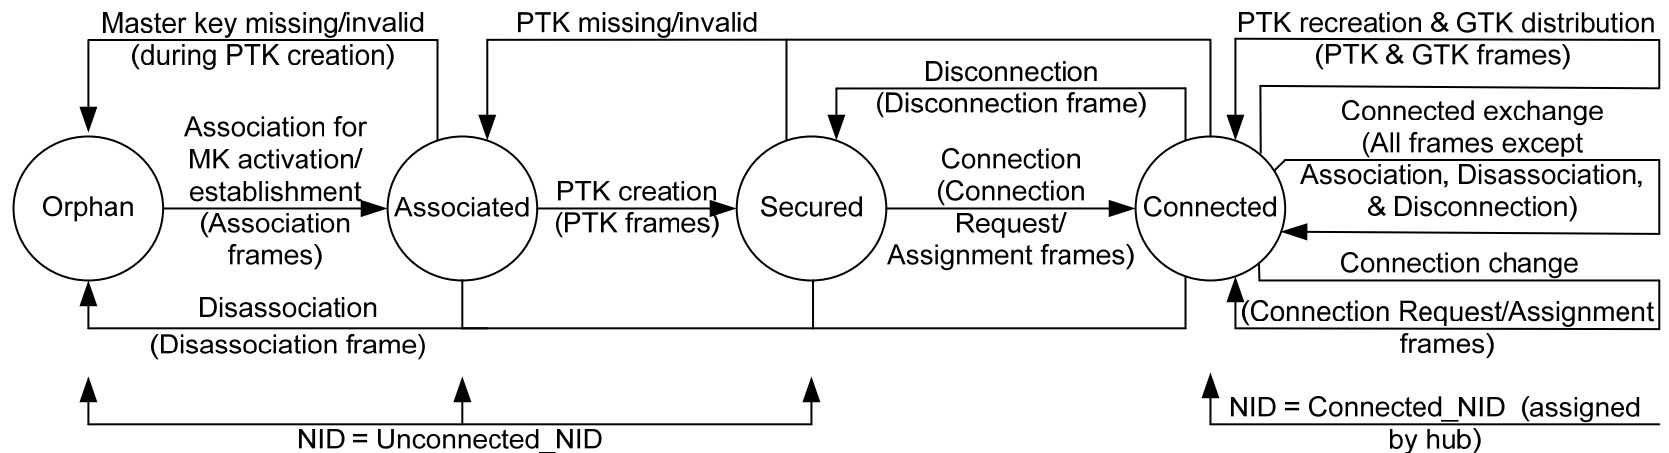 Master key missing/invalid
(during PTK creation)
PTK missing/invalid
PTK recreation & GTK distribution
(PTK & GTK frames)
Disconnection
(Disconnection frame)
Connected exchange
(All frames except
Association, Disassociation,
& Disconnection)
Orphan
Association for
MK activation/
establishment
(Association
frames)
Associated
PTK creation
(PTK frames)
Secured
Connection
(Connection
Request/
Assignment frames)
Connected
Connection change
(Connection Request/Assignment
frames)
Disassociation
(Disassociation frame)
NID = Unconnected_NID
NID = Connected_NID (assigned
by hub)